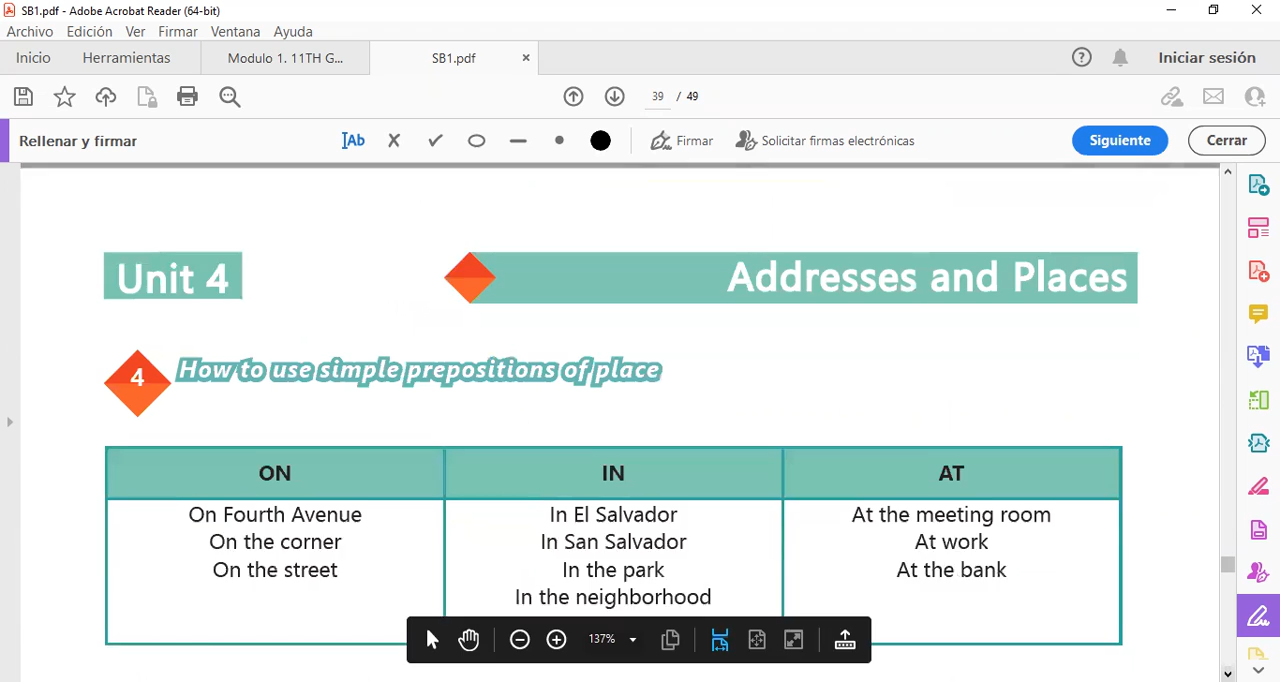 SB1.pdf - Adobe Acrobat Reader (64-bit)
Archivo Edición Ver Firmar Ventana Ayuda
Inicio Herramientas Modulo 1. 11TH G... SB1.pdf × Iniciar sesión
39 / 49
Rellenar y firmar Ab Firmar Solicitar firmas electrónicas Siguiente Cerrar
Unit 4 Addresses and Places
4 How to use simple prepositions of place
ON IN AT
On Fourth Avenue In El Salvador At the meeting room
On the corner In San Salvador At work
On the street In the park At the bank
In the neighborhood
137%